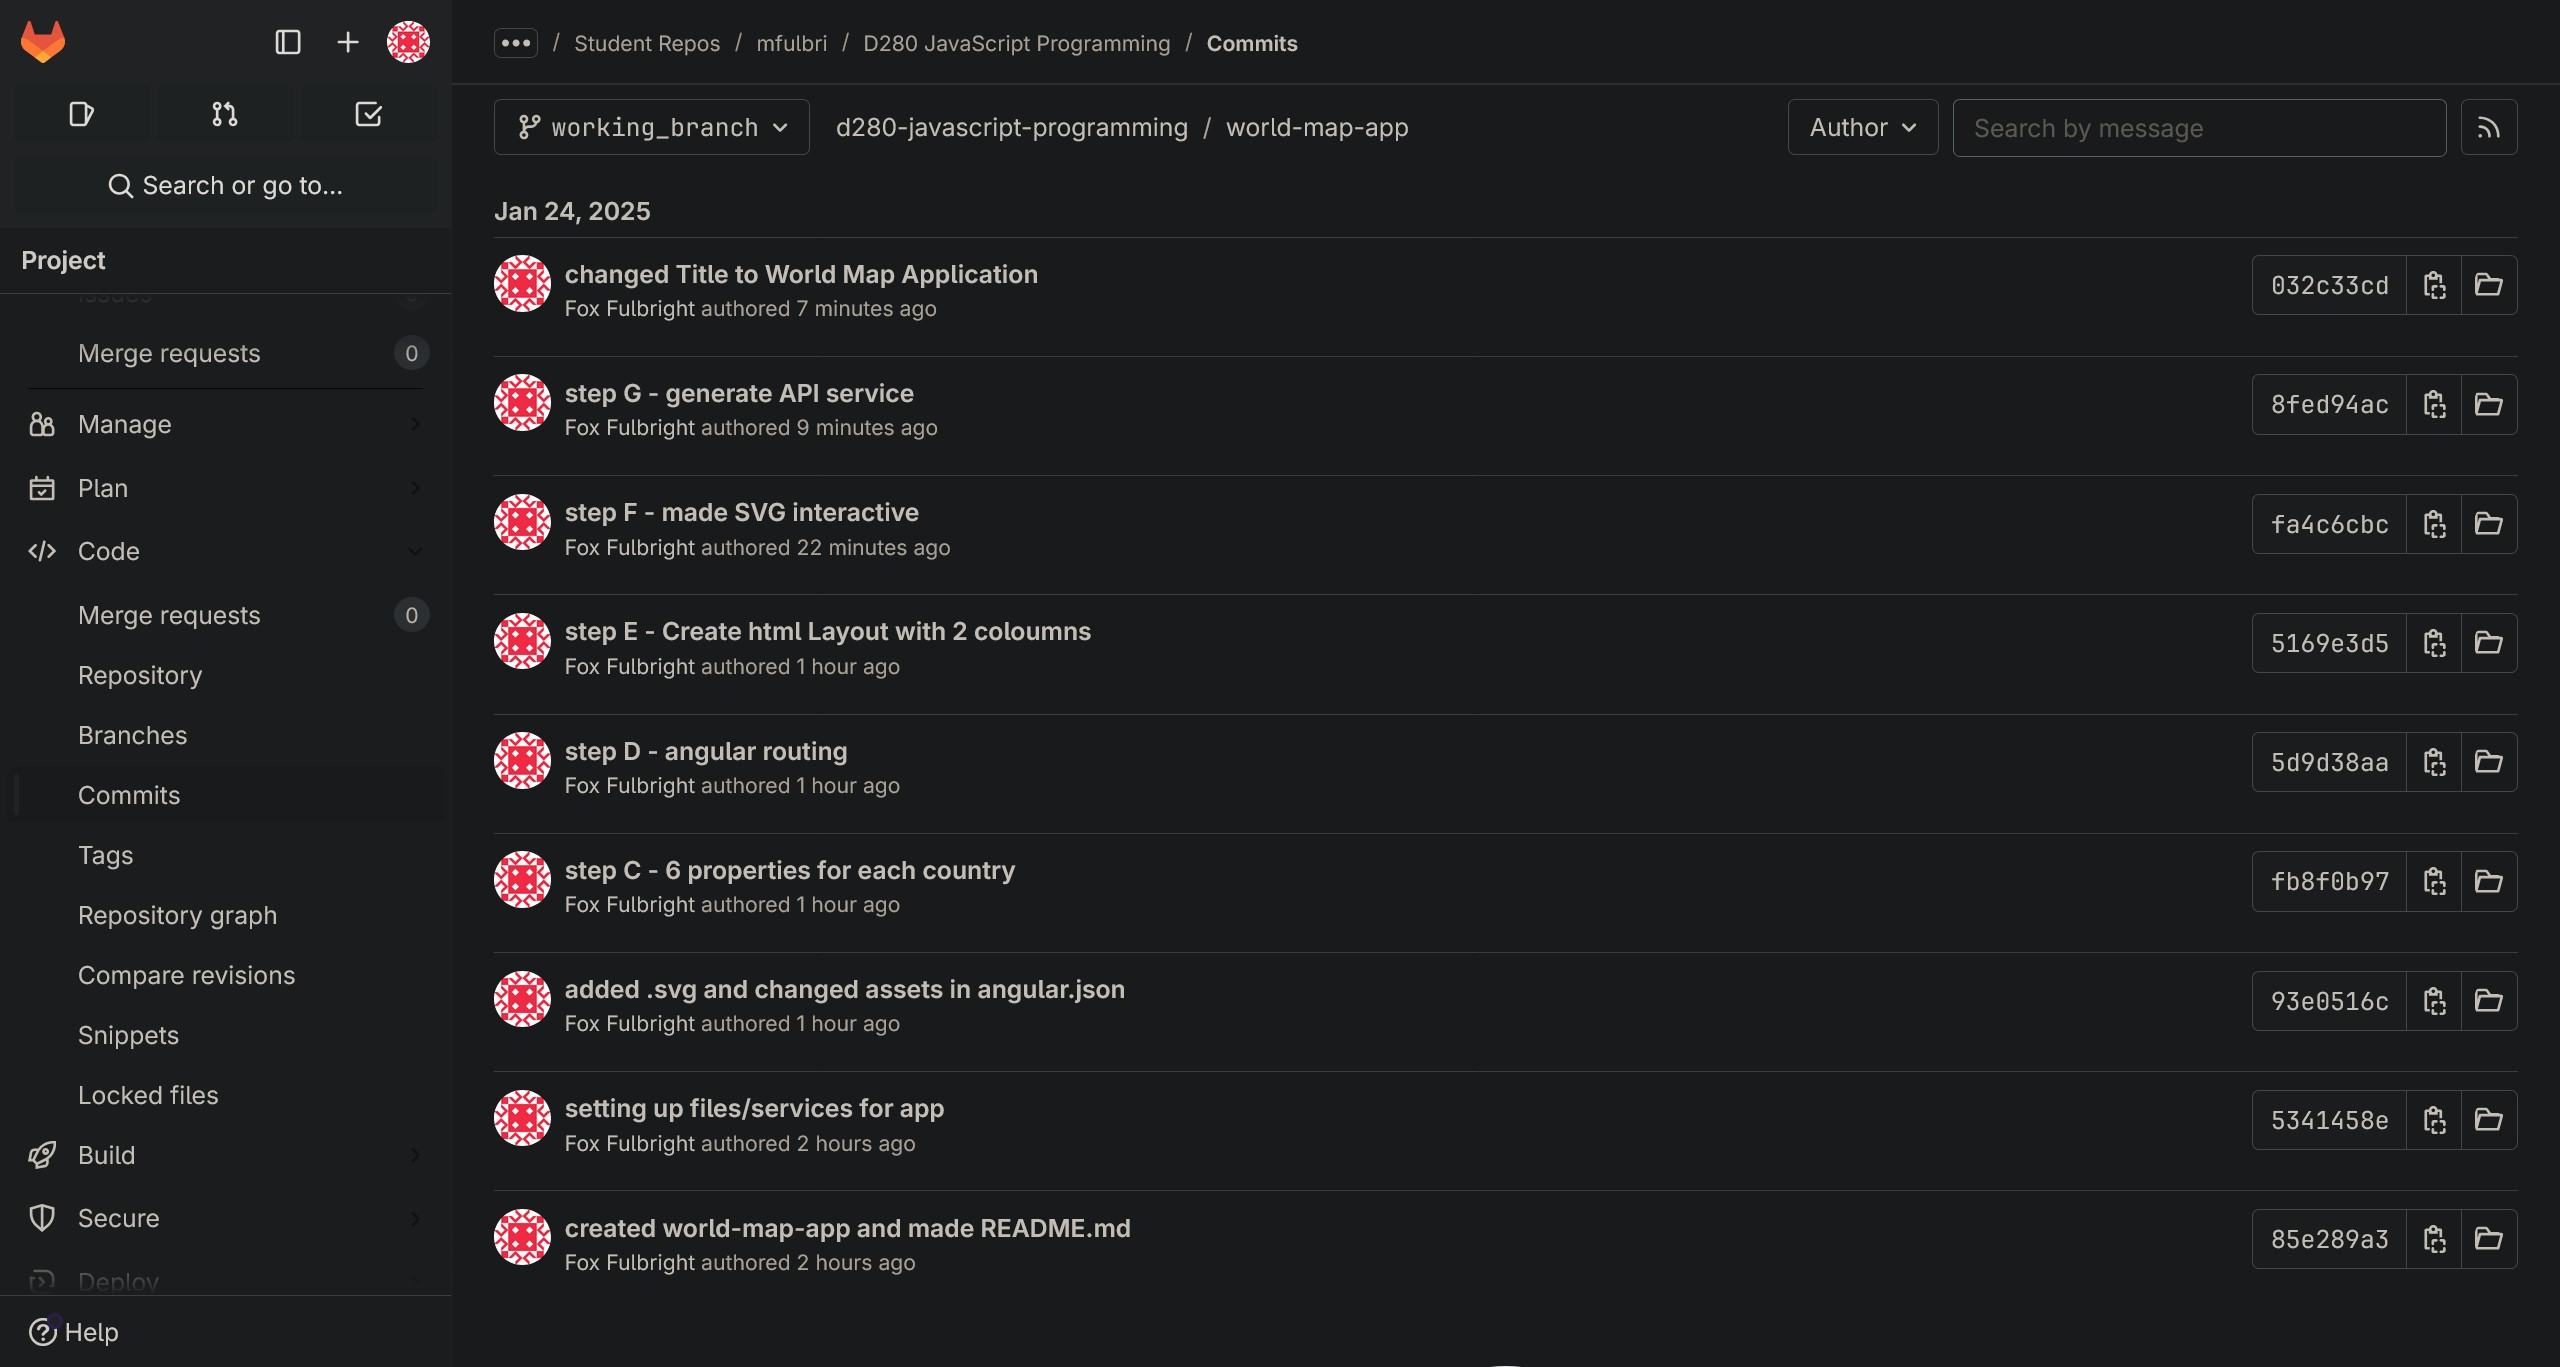 / Student Repos / mfulbri / D280 JavaScript Programming / Commits
Search or go to...
Project
Issues
Merge requests 0
Manage
Plan
Code
Merge requests 0
Repository
Branches
Commits
Tags
Repository graph
Compare revisions
Snippets
Locked files
Build
Secure
Deploy
Help
working_branch
d280-javascript-programming / world-map-app
Author
Search by message
Jan 24, 2025
changed Title to World Map Application
Fox Fulbright authored 7 minutes ago
032c33cd
step G - generate API service
Fox Fulbright authored 9 minutes ago
8fed94ac
step F - made SVG interactive
Fox Fulbright authored 22 minutes ago
fa4c6cbc
step E - Create html Layout with 2 coloumns
Fox Fulbright authored 1 hour ago
5169e3d5
step D - angular routing
Fox Fulbright authored 1 hour ago
5d9d38aa
step C - 6 properties for each country
Fox Fulbright authored 1 hour ago
fb8f0b97
added .svg and changed assets in angular.json
Fox Fulbright authored 1 hour ago
93e0516c
setting up files/services for app
Fox Fulbright authored 2 hours ago
5341458e
created world-map-app and made README.md
Fox Fulbright authored 2 hours ago
85e289a3